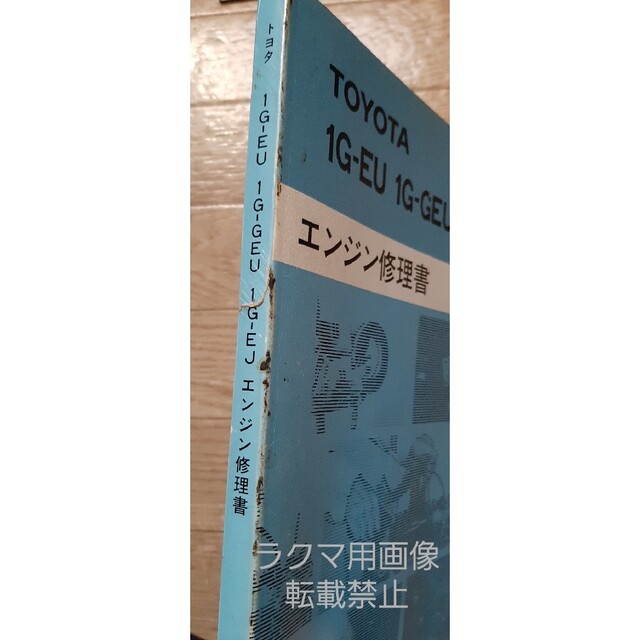 トヨタ 1G-EU 1G-GEU 1G-EJ エンジン修理書
TOYOTA
1G-EU 1G-GEU
エンジン修理書
ラクマ用画像
転載禁止